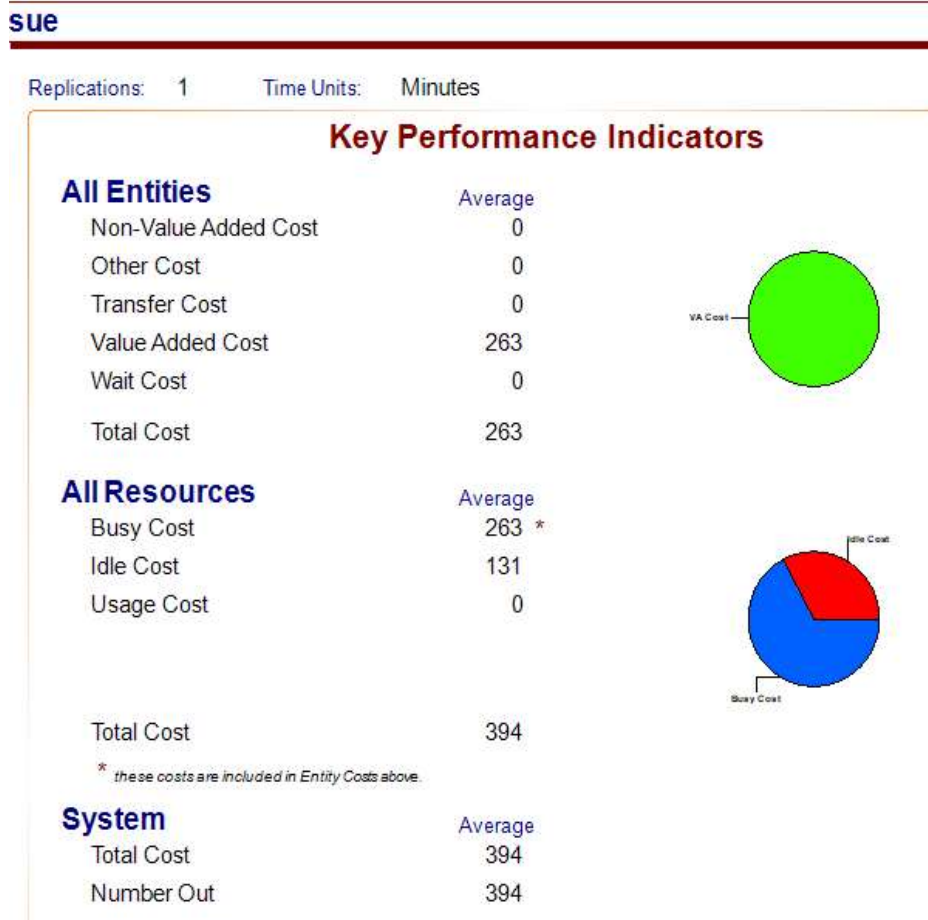 sue
Replications: 1 Time Units: Minutes
Key Performance Indicators
All Entities Average
Non-Value Added Cost 0
Other Cost 0
Transfer Cost 0
VA Cost
Value Added Cost 263
Wait Cost 0
Total Cost 263
All Resources Average
Busy Cost 263 *
Idle Cost
Idle Cost 131
Usage Cost 0
Busy Cost
Total Cost 394
* these costs are included in Entity Costs above.
System Average
Total Cost 394
Number Out 394